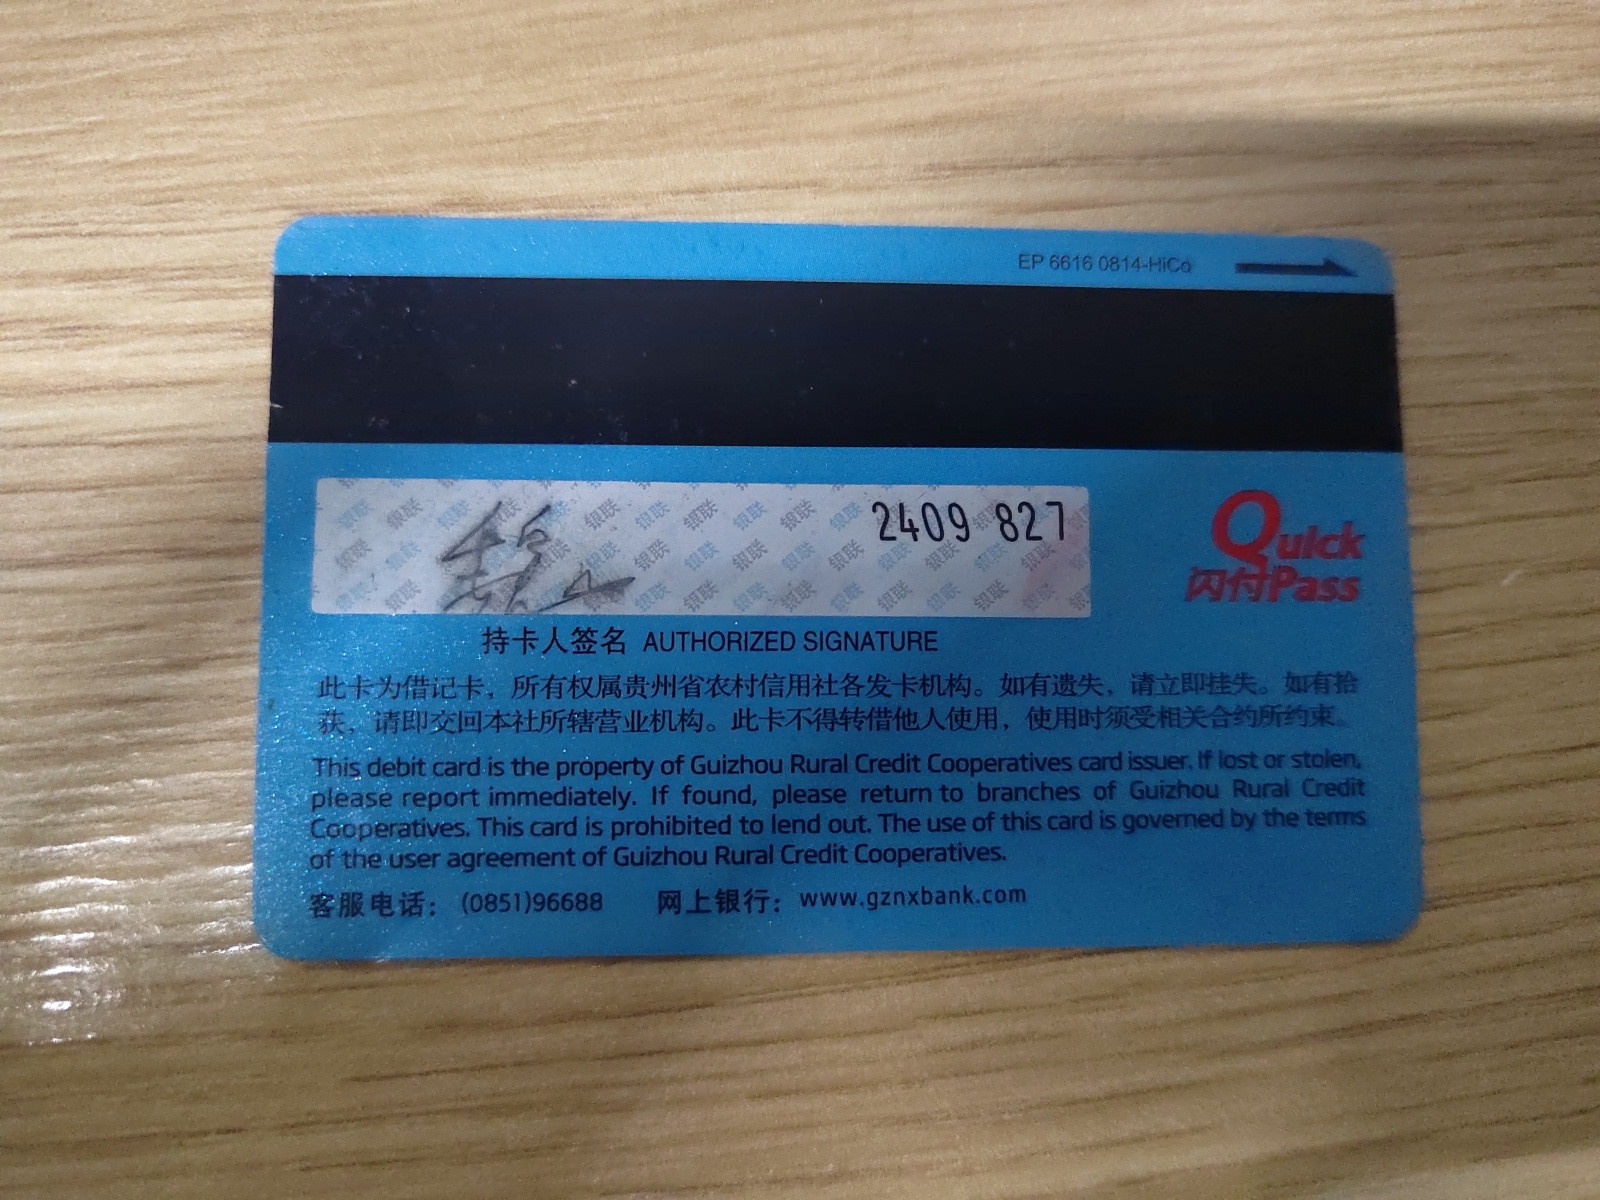 EP 6616 0814-HiCo
2409 827
Quick
闪付Pass
持卡人签名 AUTHORIZED SIGNATURE
此卡为借记卡，所有权属贵州省农村信用社各发卡机构。如有遗失，请立即挂失。如有拾
获，请即交回本社所辖营业机构。此卡不得转借他人使用，使用时须受相关合约所约束。
This debit card is the property of Guizhou Rural Credit Cooperatives card issuer. If lost or stolen,
please report immediately. If found, please return to branches of Guizhou Rural Credit
Cooperatives. This card is prohibited to lend out. The use of this card is governed by the terms
of the user agreement of Guizhou Rural Credit Cooperatives.
客服电话：(0851)96688 网上银行：www.gznxbank.com